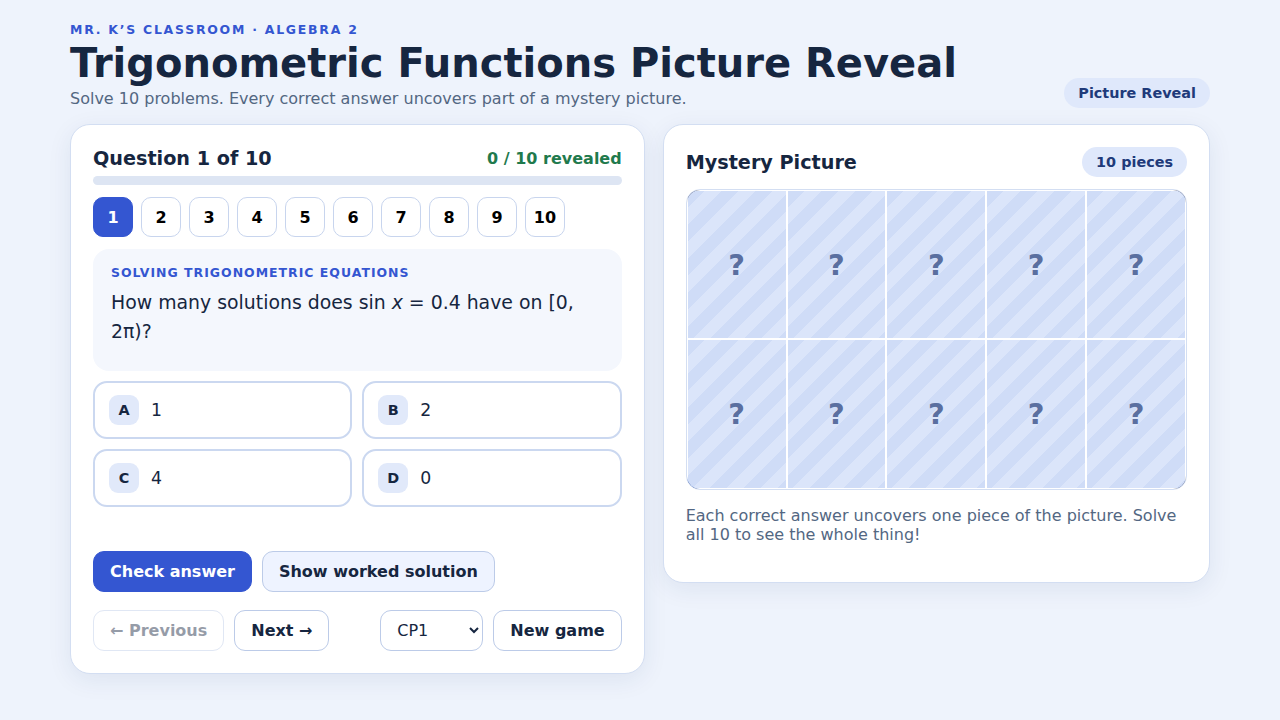 MR. K’S CLASSROOM · ALGEBRA 2
Trigonometric Functions Picture Reveal
Solve 10 problems. Every correct answer uncovers part of a mystery picture.
Picture Reveal
Question 1 of 10
0 / 10 revealed
1 2 3 4 5 6 7 8 9 10
SOLVING TRIGONOMETRIC EQUATIONS
How many solutions does sin x = 0.4 have on [0,
2π)?
A 1
B 2
C 4
D 0
Check answer
Show worked solution
← Previous
Next →
CP1
New game
Mystery Picture
10 pieces
? ? ? ? ?
? ? ? ? ?
Each correct answer uncovers one piece of the picture. Solve
all 10 to see the whole thing!